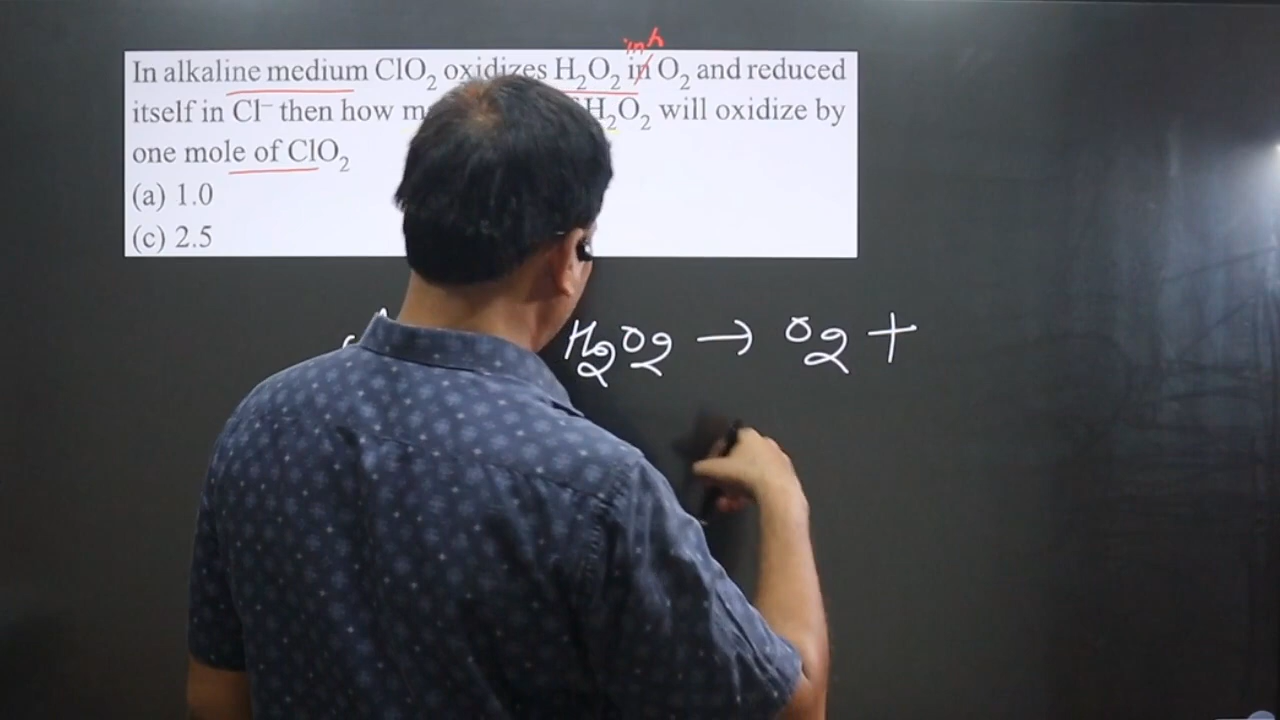 into
In alkaline medium ClO₂ oxidizes H₂O₂ in O₂ and reduced
itself in Cl⁻ then how H₂O₂ will oxidize by
one mole of ClO₂
(a) 1.0
(c) 2.5
H₂O₂ → O₂ +